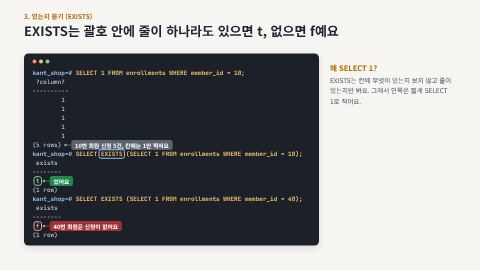 3. 있는지 묻기 (EXISTS)
EXISTS는 괄호 안에 줄이 하나라도 있으면 t, 없으면 f예요
kant_shop=# SELECT 1 FROM enrollments WHERE member_id = 10;
?column?
----------
1
1
1
1
1
(5 rows) ← 10번 회원 신청 5건, 칸에는 1만 찍혀요
kant_shop=# SELECT EXISTS (SELECT 1 FROM enrollments WHERE member_id = 10);
exists
--------
t ← 있어요
(1 row)
kant_shop=# SELECT EXISTS (SELECT 1 FROM enrollments WHERE member_id = 40);
exists
--------
f ← 40번 회원은 신청이 없어요
(1 row)
왜 SELECT 1?
EXISTS는 칸에 무엇이 있는지 보지 않고 줄이
있는지만 봐요. 그래서 안쪽은 짧게 SELECT
1로 적어요.